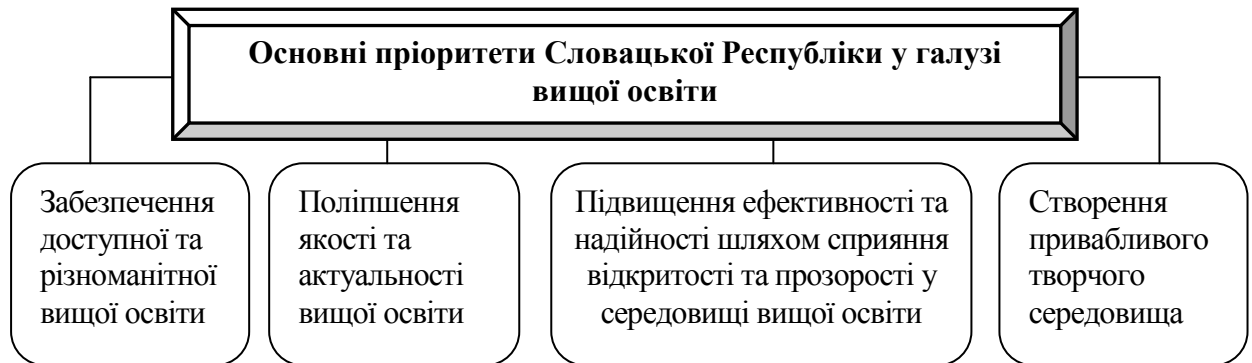 Основні пріоритети Словацької Республіки у галузі
вищої освіти
Забезпечення
доступної та
різноманітної
вищої освіти
Поліпшення
якості та
актуальності
вищої освіти
Підвищення ефективності та
надійності шляхом сприяння
відкритості та прозорості у
середовищі вищої освіти
Створення
привабливого
творчого
середовища